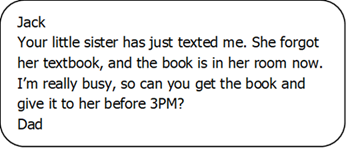 Jack
Your little sister has just texted me. She forgot
her textbook, and the book is in her room now.
I'm really busy, so can you get the book and
give it to her before 3PM?
Dad